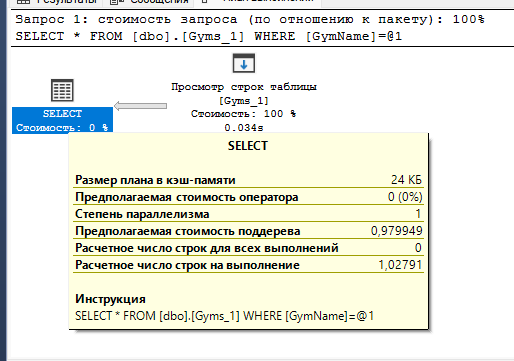 Результаты
Сообщения
Запрос 1: стоимость запроса (по отношению к пакету): 100%
SELECT * FROM [dbo].[Gyms_1] WHERE [GymName]=@1
Просмотр строк таблицы
[Gyms_1]
Стоимость: 100 %
0.034s
SELECT
Стоимость: 0 %
SELECT
Размер плана в кэш-памяти 24 КБ
Предполагаемая стоимость оператора 0 (0%)
Степень параллелизма 1
Предполагаемая стоимость поддерева 0,979949
Расчетное число строк для всех выполнений 0
Расчетное число строк на выполнение 1,02791
Инструкция
SELECT * FROM [dbo].[Gyms_1] WHERE [GymName]=@1